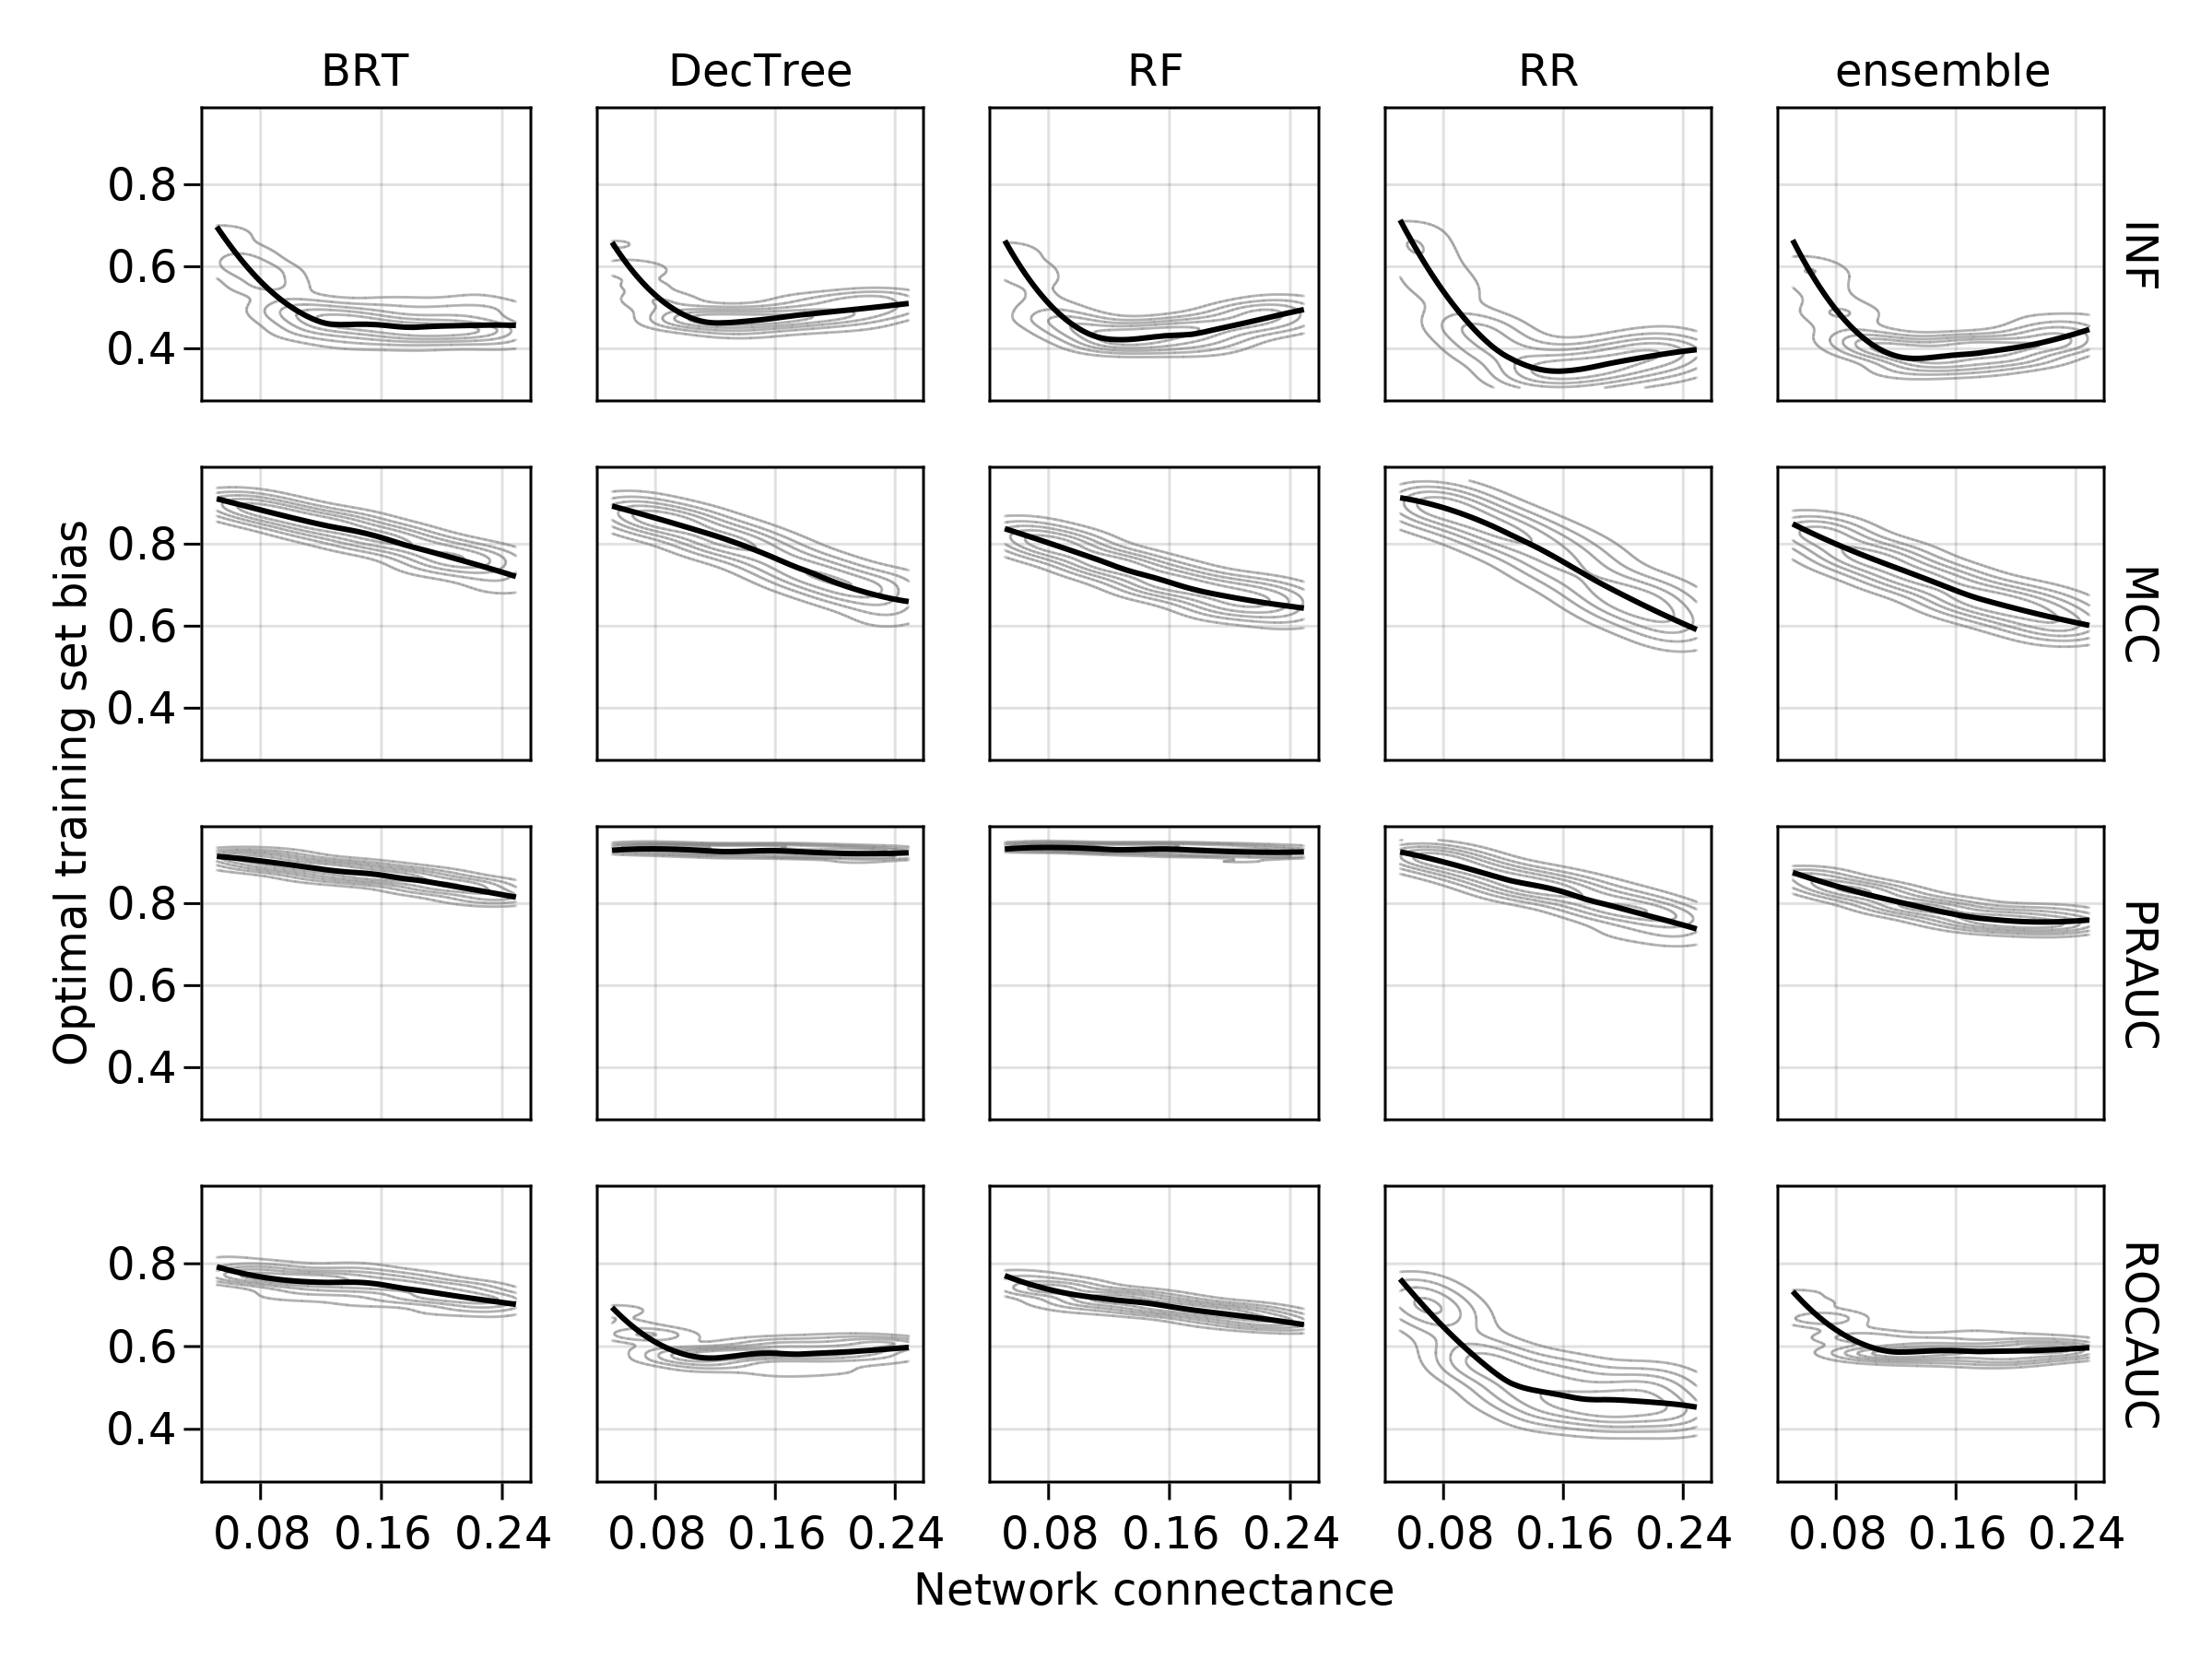 BRT DecTree RF RR ensemble
0.8
0.6
0.4
INF
0.8
0.6
0.4
MCC
Optimal training set bias
0.8
0.6
0.4
PRAUC
0.8
0.6
0.4
ROCAUC
0.08 0.16 0.24 0.08 0.16 0.24 0.08 0.16 0.24 0.08 0.16 0.24 0.08 0.16 0.24
Network connectance